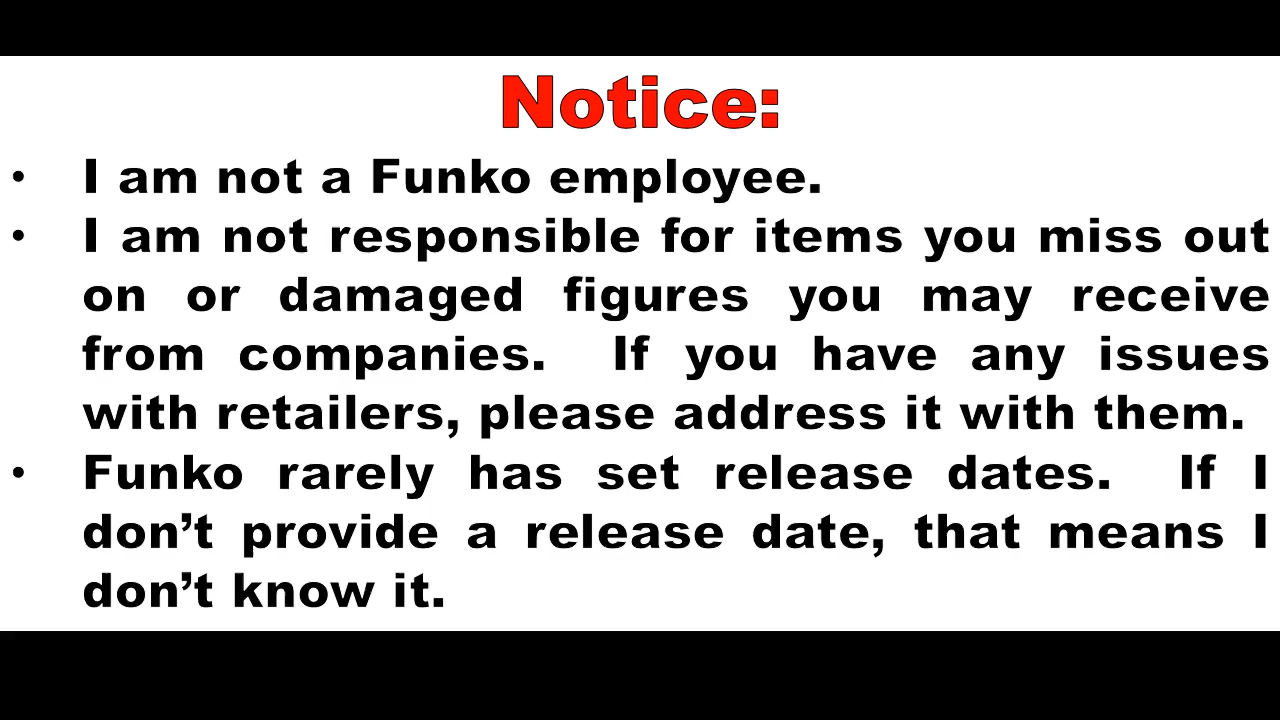 Notice:
• I am not a Funko employee.
• I am not responsible for items you miss out
on or damaged figures you may receive
from companies. If you have any issues
with retailers, please address it with them.
• Funko rarely has set release dates. If I
don’t provide a release date, that means I
don’t know it.